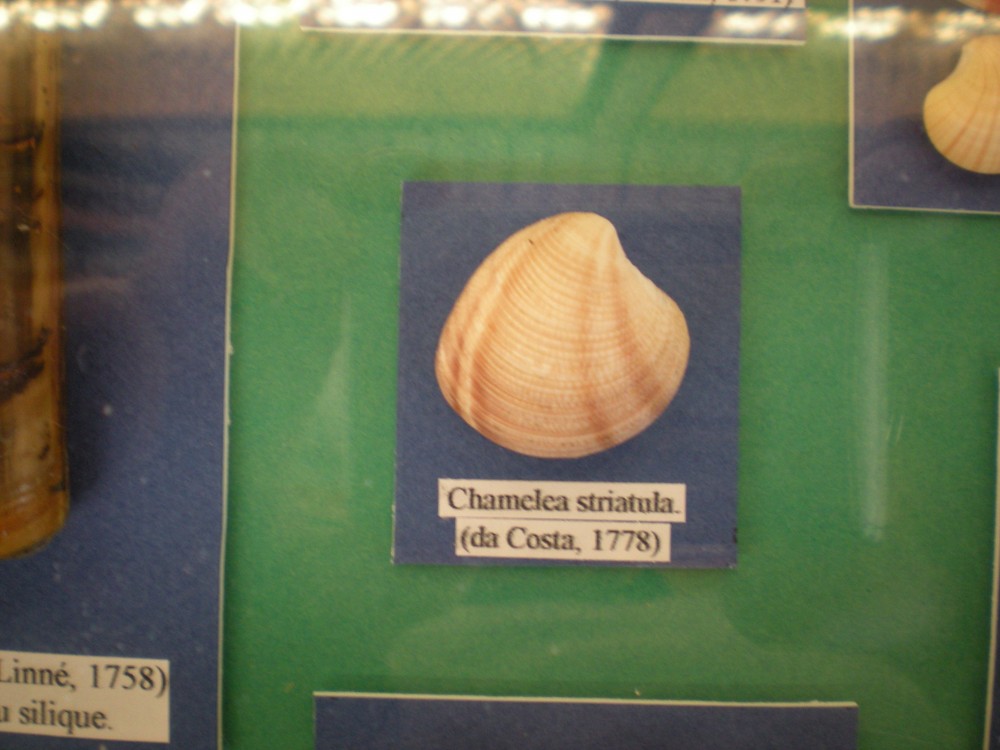 Chamelea striatula.
(da Costa, 1778)
Linné, 1758)
silique.